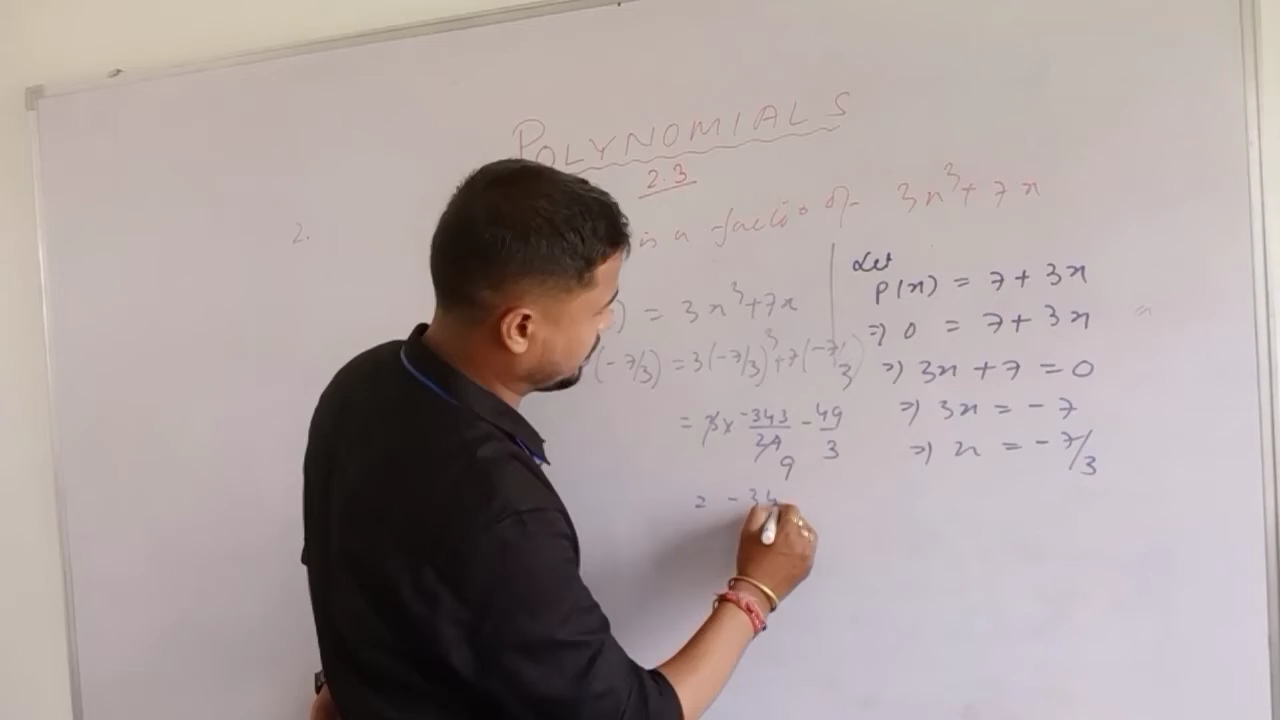 POLYNOMIALS
2.3
2. is a factor of 3x³ + 7x
) = 3x³+7x
(-7/3) = 3(-7/3)³+7(-7/3)
= 3x -343/27 - 49/3
9
= -34
Let
P(x) = 7 + 3x
⇒ 0 = 7 + 3x
⇒ 3x + 7 = 0
⇒ 3x = - 7
⇒ x = - 7/3